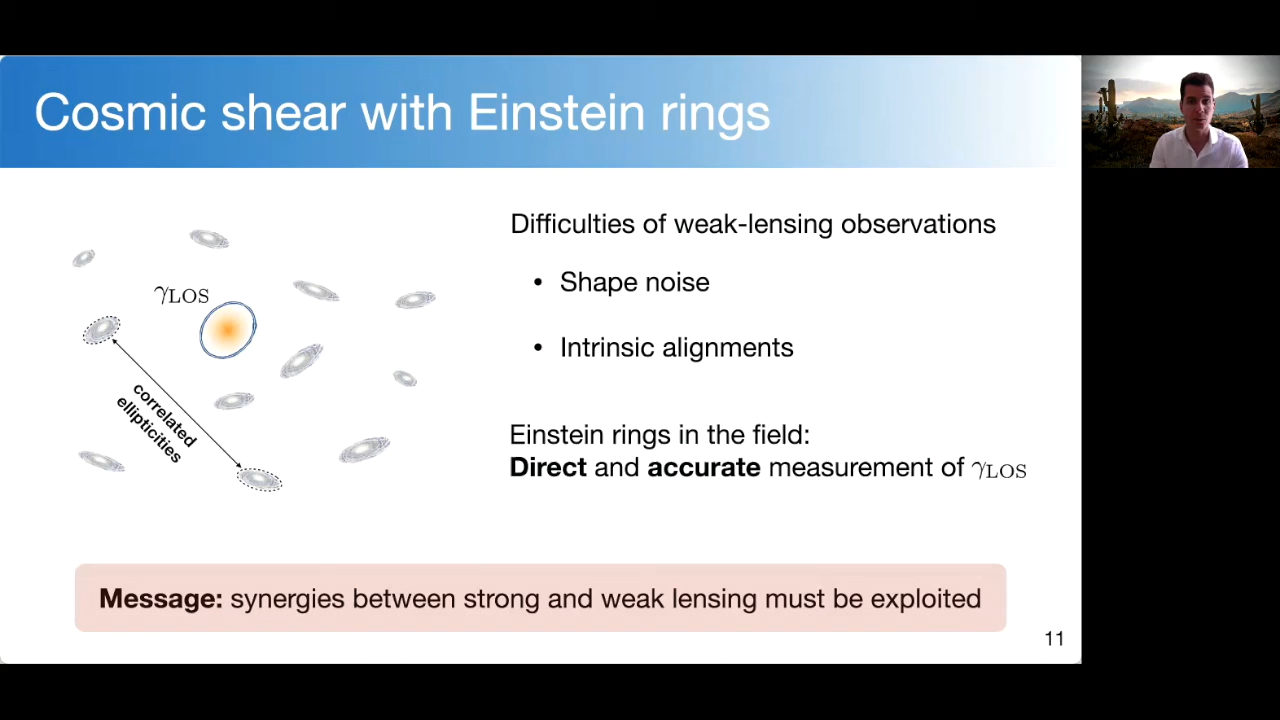 Cosmic shear with Einstein rings
γLOS
correlated
ellipticities
Difficulties of weak-lensing observations
• Shape noise
• Intrinsic alignments
Einstein rings in the field:
Direct and accurate measurement of γLOS
Message: synergies between strong and weak lensing must be exploited
11